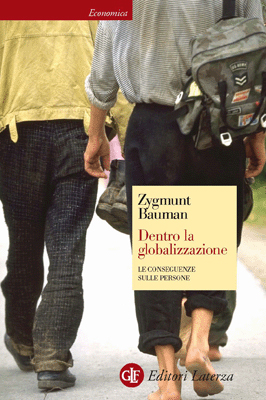 Economica
Zygmunt
Bauman
Dentro la
globalizzazione
LE CONSEGUENZE
SULLE PERSONE
GLF
Editori Laterza